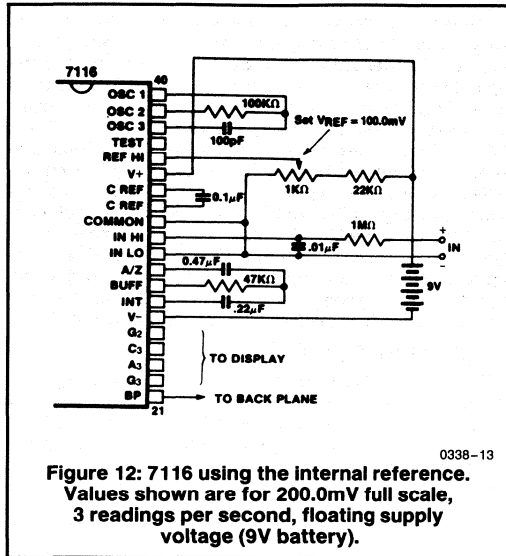 7116
40
OSC 1
OSC 2
100KΩ
OSC 3
100pF
Set VREF = 100.0mV
TEST
REF HI
V+
1KΩ
22KΩ
C REF
0.1µF
C REF
COMMON
1MΩ
IN HI
+
.01µF
IN
IN LO
−
0.47µF
A/Z
BUFF
47KΩ
9V
INT
.22µF
V−
G2
C3
TO DISPLAY
A3
G3
BP
TO BACK PLANE
21
0338–13
Figure 12: 7116 using the internal reference.
Values shown are for 200.0mV full scale,
3 readings per second, floating supply
voltage (9V battery).